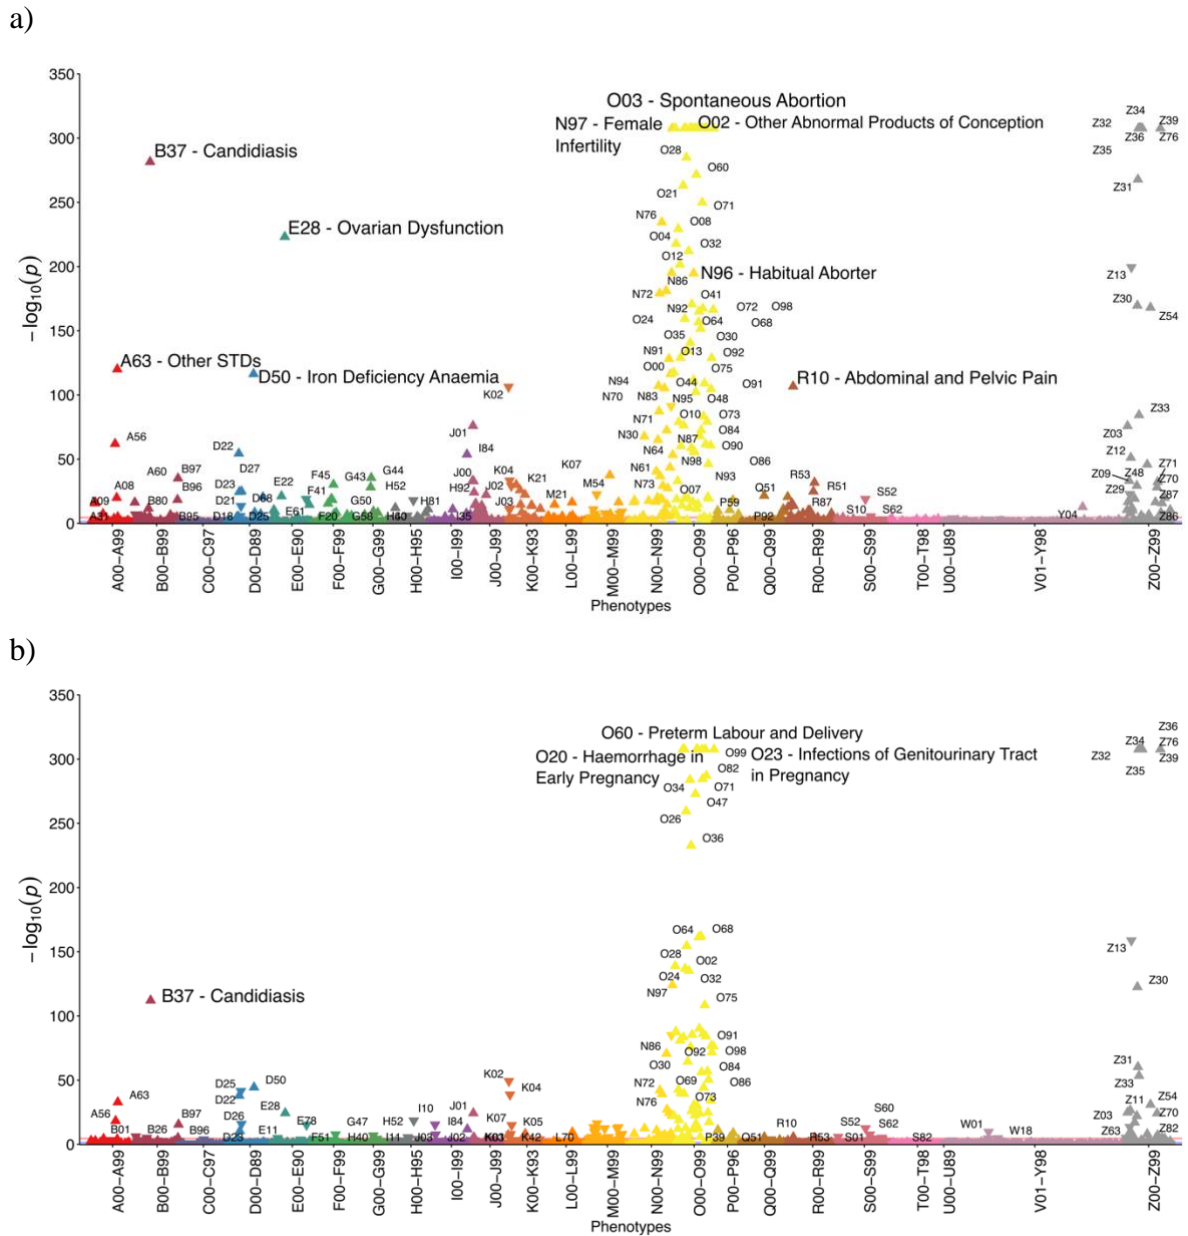 a)
350
O03 - Spontaneous Abortion
Z34
Z32
Z39
N97 - Female
Infertility
O02 - Other Abnormal Products of Conception
300
Z36
Z76
B37 - Candidiasis
O28
Z35
O60
O21
Z31
250
O71
N76
O08
E28 - Ovarian Dysfunction
O04
O32
O12
200
N86
N96 - Habitual Aborter
Z13
N72
O41
Z30
N92
O72
O98
Z54
O24
O64
O68
150
O35
O30
N91
O13
O92
A63 - Other STDs
O00
O75
D50 - Iron Deficiency Anaemia
N94
O44
O91
R10 - Abdominal and Pelvic Pain
100
K02
N70
N83
N95
O48
Z33
N71
O10
O73
J01
N30
O84
Z03
A56
N87
O90
D22
I84
N64
Z12
50
B97
D27
G44
K04
K07
N61
N98
O86
Z71
A60
F45
G43
J00
K21
N93
R53
Z09
Z48
Z70
A08
B96
D23
E22
H52
H92
J02
M54
N73
O07
Q51
R51
S52
Z29
Z87
A09
B80
D21
D68
F41
G50
H81
J03
M21
P59
R87
S10
S62
A31
B95
D18
D25
E61
F20
G58
H40
I35
P92
Y04
Z86
0
−log10(p)
A00−A99
B00−B99
C00−C97
D00−D89
E00−E90
F00−F99
G00−G99
H00−H95
I00−I99
J00−J99
K00−K93
L00−L99
M00−M99
N00−N99
O00−O99
P00−P96
Q00−Q99
R00−R99
S00−S99
T00−T98
U00−U89
V01−Y98
Z00−Z99
Phenotypes
b)
350
O60 - Preterm Labour and Delivery
Z36
Z34
Z76
O20 - Haemorrhage in
Early Pregnancy
O99
O23 - Infections of Genitourinary Tract
in Pregnancy
Z32
Z39
300
O82
Z35
O34
O71
O26
O47
250
O36
200
O64
O68
Z13
150
O28
O02
O24
O32
Z30
N97
O75
B37 - Candidiasis
100
N86
O91
O92
O98
O30
O84
Z31
50
K02
D25
D50
K04
N72
O69
O86
Z33
A63
D22
N76
O73
Z11
Z54
A56
B97
D26
E28
I10
J01
S60
Z03
Z70
B01
B26
B96
D23
E11
E78
F51
G47
H40
H52
I11
I84
J03
J02
K07
K05
K42
L70
P39
Q51
R10
R53
S52
S62
S01
S82
W01
W18
Z63
Z82
0
−log10(p)
A00−A99
B00−B99
C00−C97
D00−D89
E00−E90
F00−F99
G00−G99
H00−H95
I00−I99
J00−J99
K00−K93
L00−L99
M00−M99
N00−N99
O00−O99
P00−P96
Q00−Q99
R00−R99
S00−S99
T00−T98
U00−U89
V01−Y98
Z00−Z99
Phenotypes